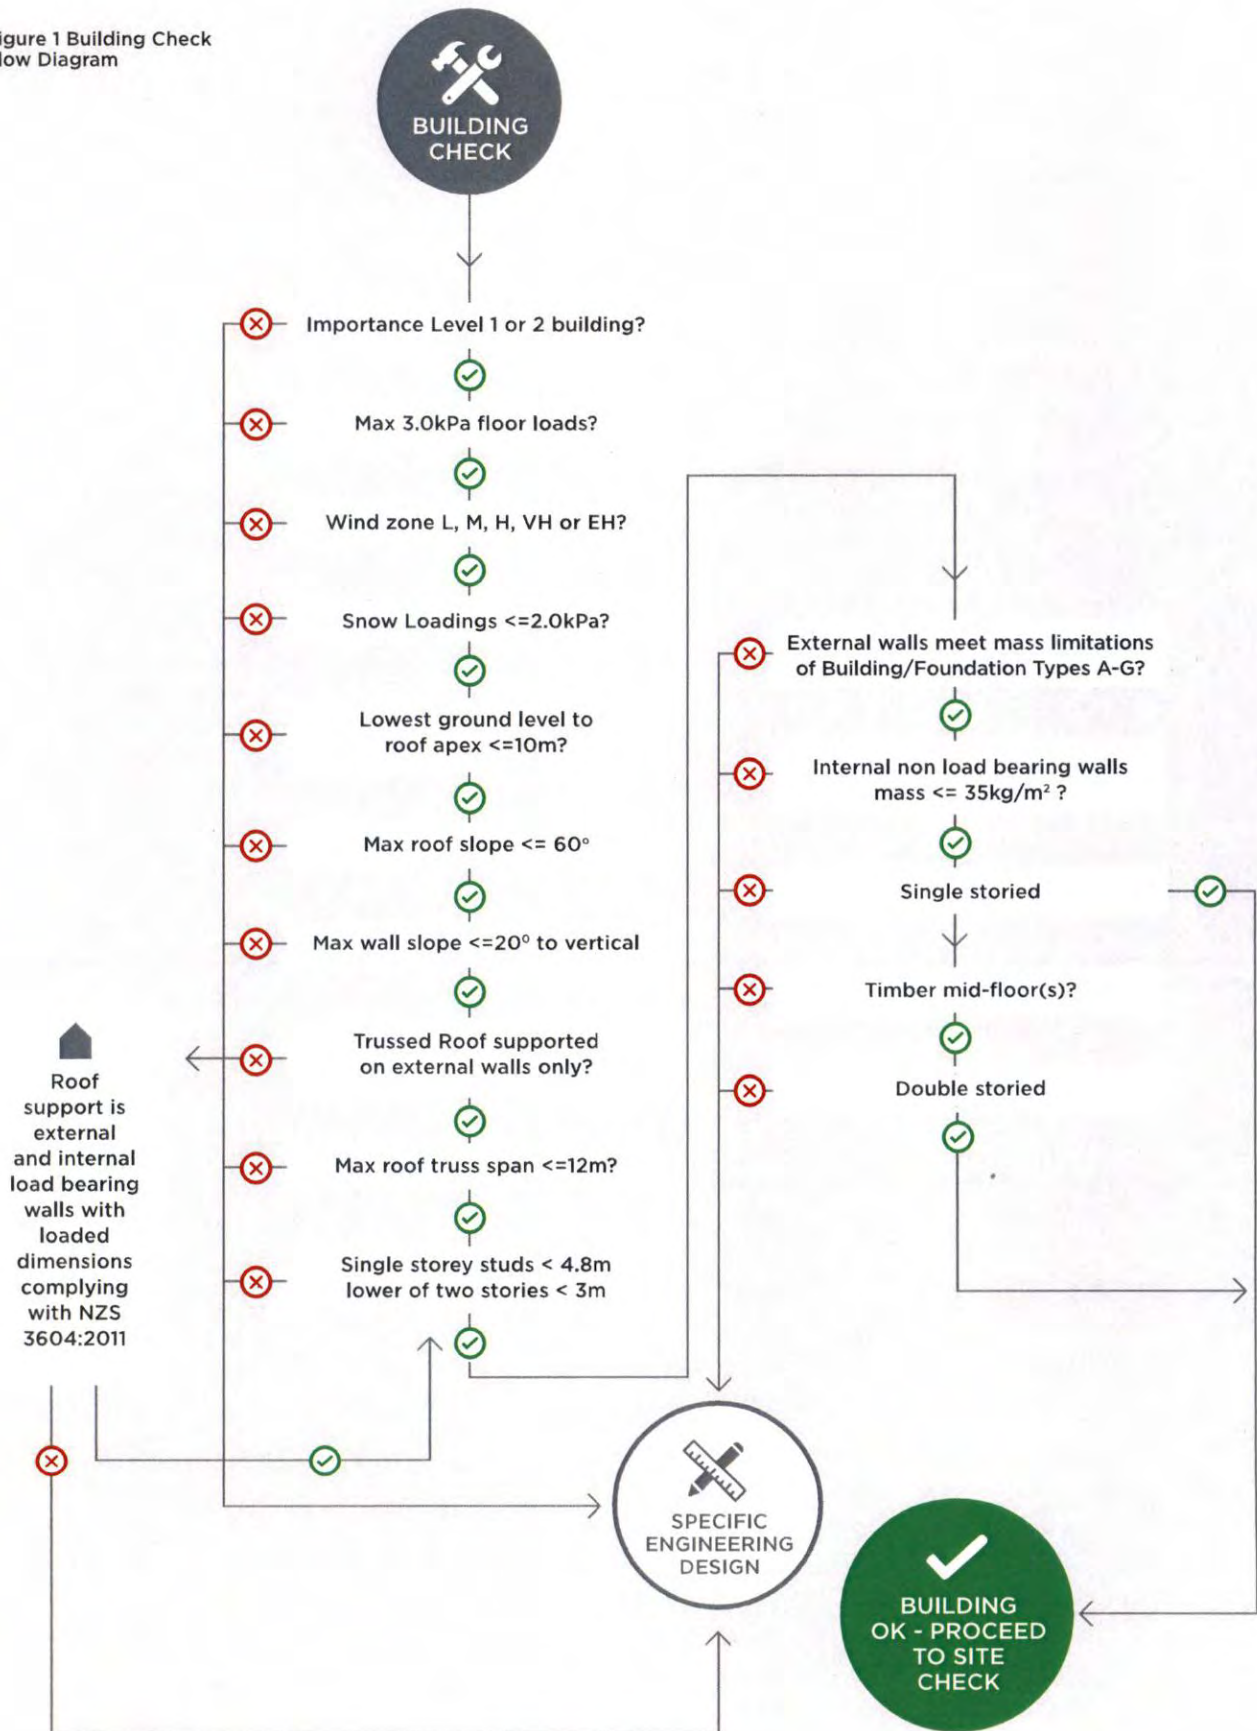 igure 1 Building Check
low Diagram
BUILDING
CHECK
Importance Level 1 or 2 building?
Max 3.0kPa floor loads?
Wind zone L, M, H, VH or EH?
Snow Loadings <=2.0kPa?
Lowest ground level to
roof apex <=10m?
Max roof slope <= 60°
Max wall slope <=20° to vertical
Trussed Roof supported
on external walls only?
Max roof truss span <=12m?
Single storey studs < 4.8m
lower of two stories < 3m
Roof
support is
external
and internal
load bearing
walls with
loaded
dimensions
complying
with NZS
3604:2011
External walls meet mass limitations
of Building/Foundation Types A-G?
Internal non load bearing walls
mass <= 35kg/m² ?
Single storied
Timber mid-floor(s)?
Double storied
SPECIFIC
ENGINEERING
DESIGN
BUILDING
OK - PROCEED
TO SITE
CHECK